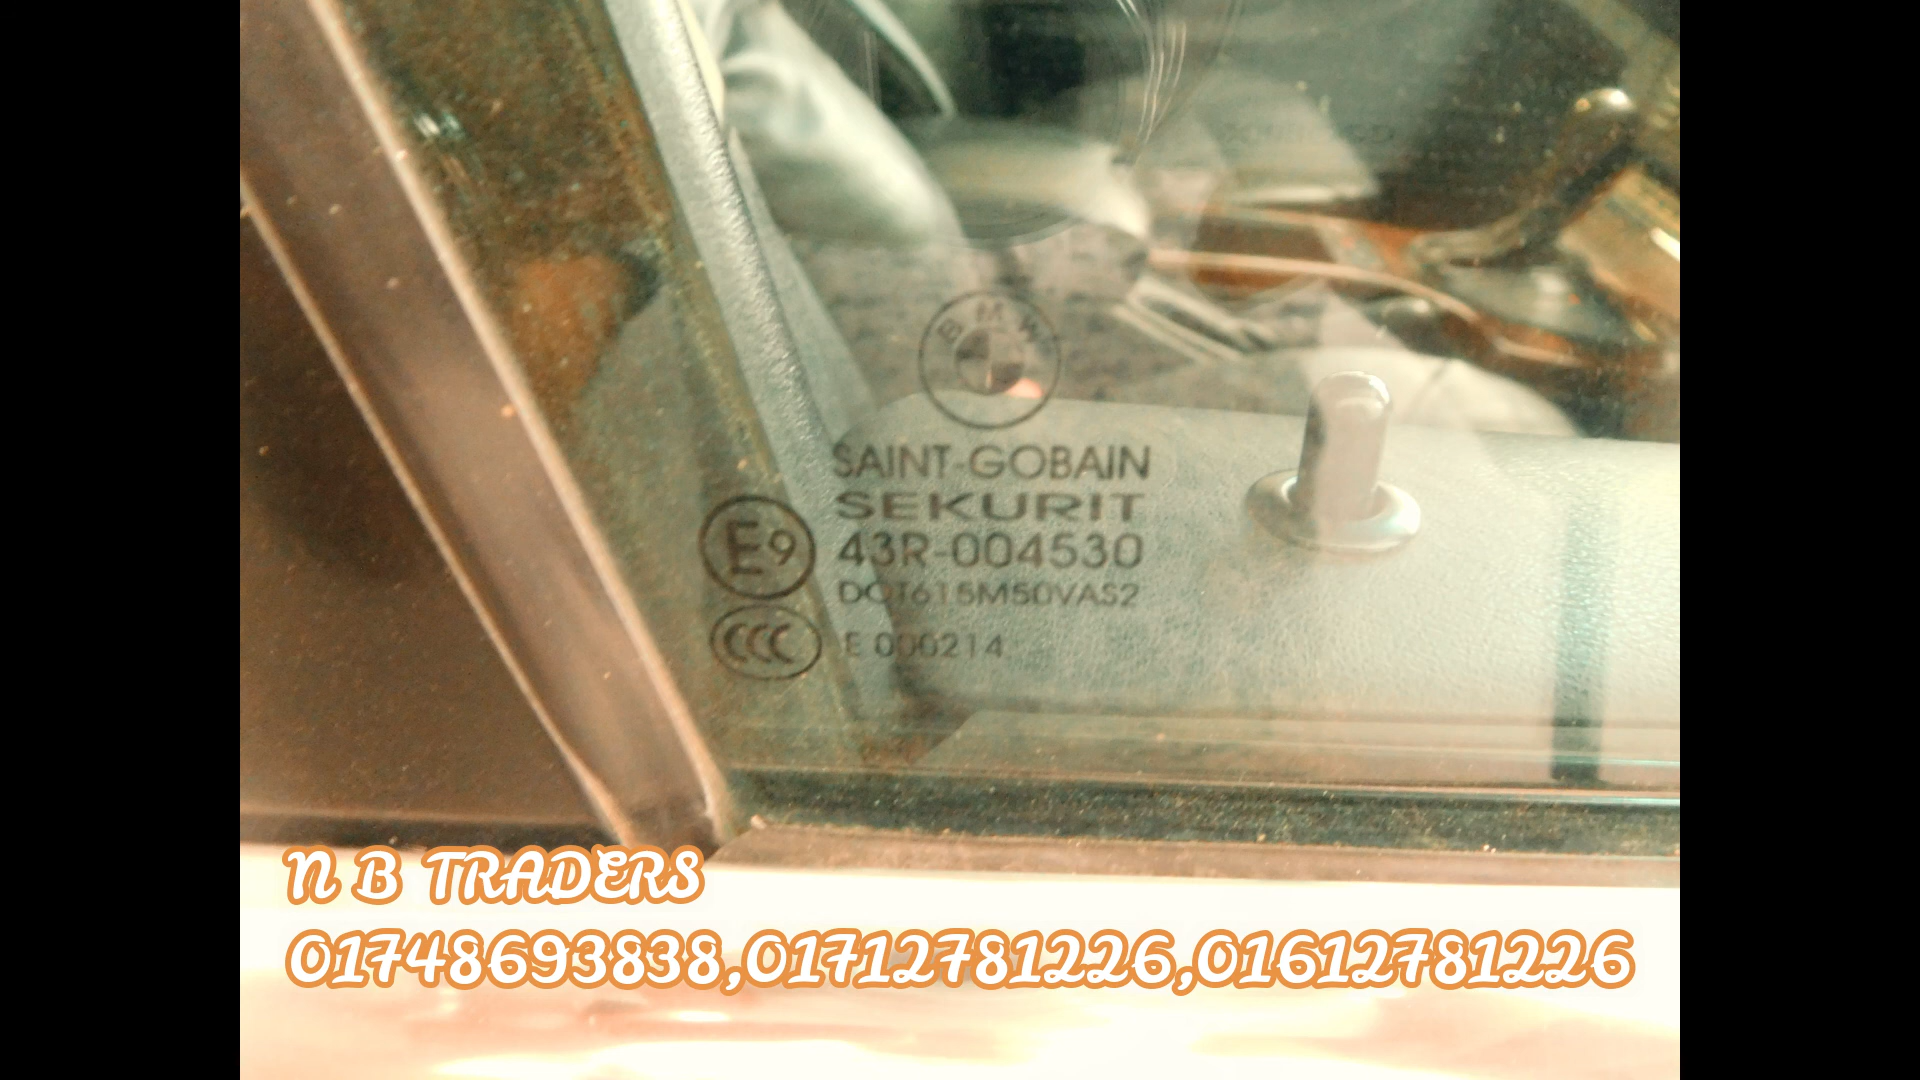 BMW
SAINT-GOBAIN
SEKURIT
E9 43R-004530
DOT615M50VAS2
CCC E 000214
N B TRADERS
01748693838,01712781226,01612781226